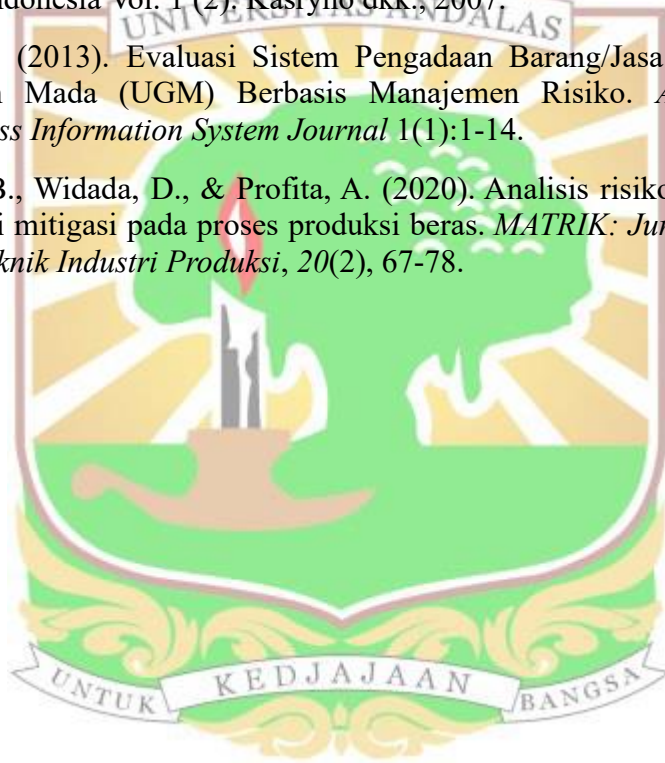 ndonesia Vol. 1 (2). Kasryno dkk., 2007.
UNIVERSITAS ANDALAS
(2013). Evaluasi Sistem Pengadaan Barang/Jasa
Mada (UGM) Berbasis Manajemen Risiko. A
ss Information System Journal 1(1):1-14.
B., Widada, D., & Profita, A. (2020). Analisis risiko
i mitigasi pada proses produksi beras. MATRIK: Jur
knik Industri Produksi, 20(2), 67-78.
UNTUK KEDJAJAAN BANGSA